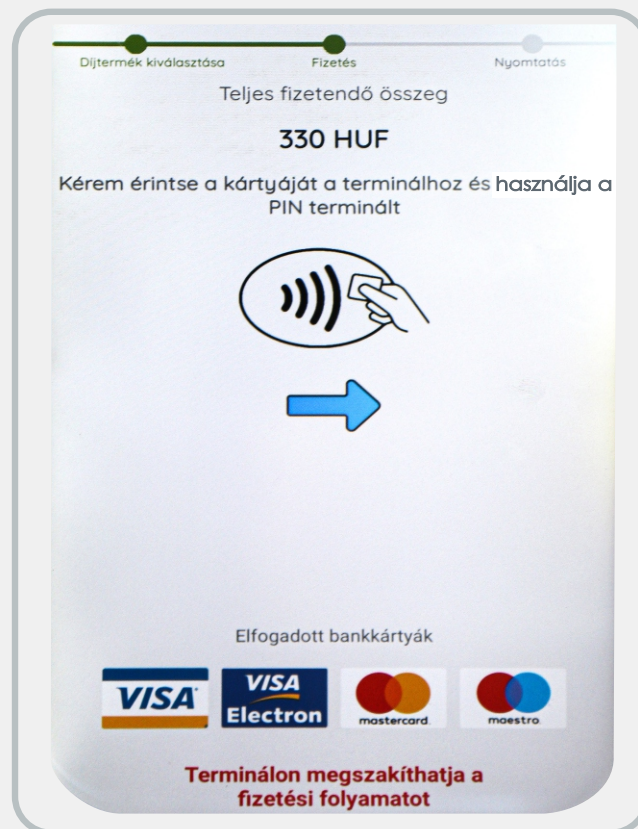 Díjtermék kiválasztása Fizetés Nyomtatás
Teljes fizetendő összeg
330 HUF
Kérem érintse a kártyáját a terminálhoz és használja a
PIN terminált
Elfogadott bankkártyák
VISA VISA Electron mastercard. maestro.
Terminálon megszakíthatja a
fizetési folyamatot